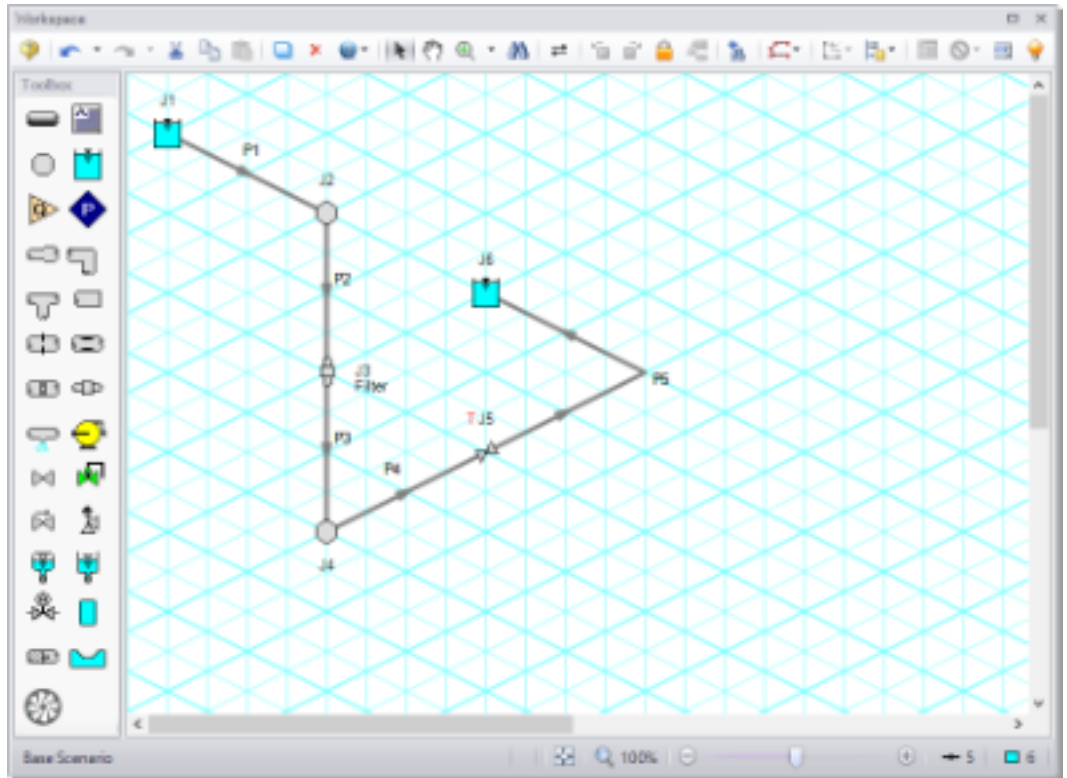 Workspace
Toolbox
J1
P1
J2
P2
J6
J3
Filter
P5
T J5
P3
P4
J4
Base Scenario
100%
5
6